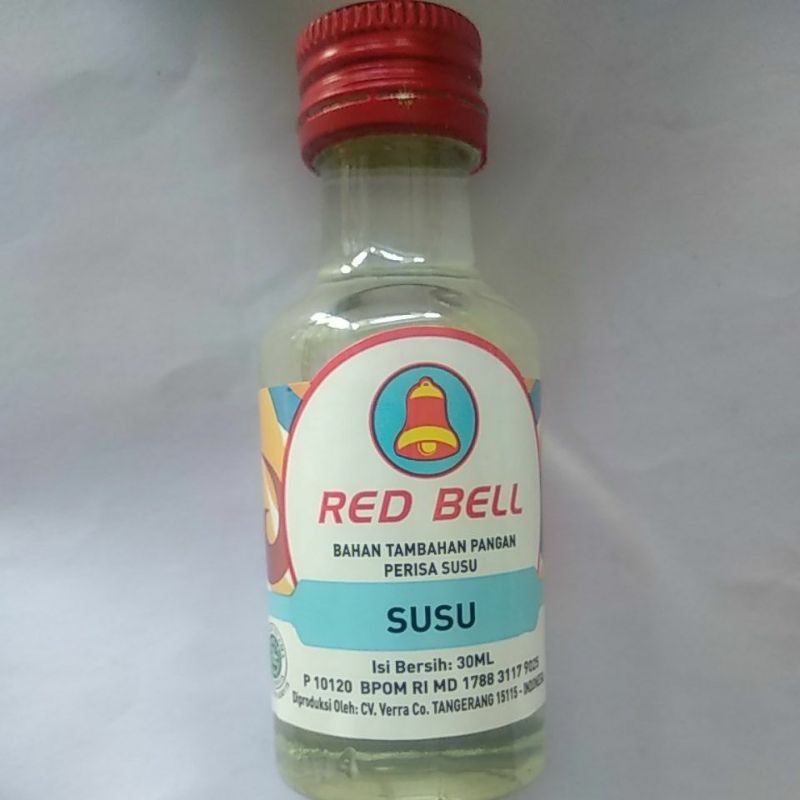 RED BELL
BAHAN TAMBAHAN PANGAN
PERISA SUSU
SUSU
Isi Bersih: 30ML
P 10120 BPOM RI MD 1788 3117 9025
Diproduksi Oleh: CV. Verra Co. TANGERANG 15115 - INDONESIA